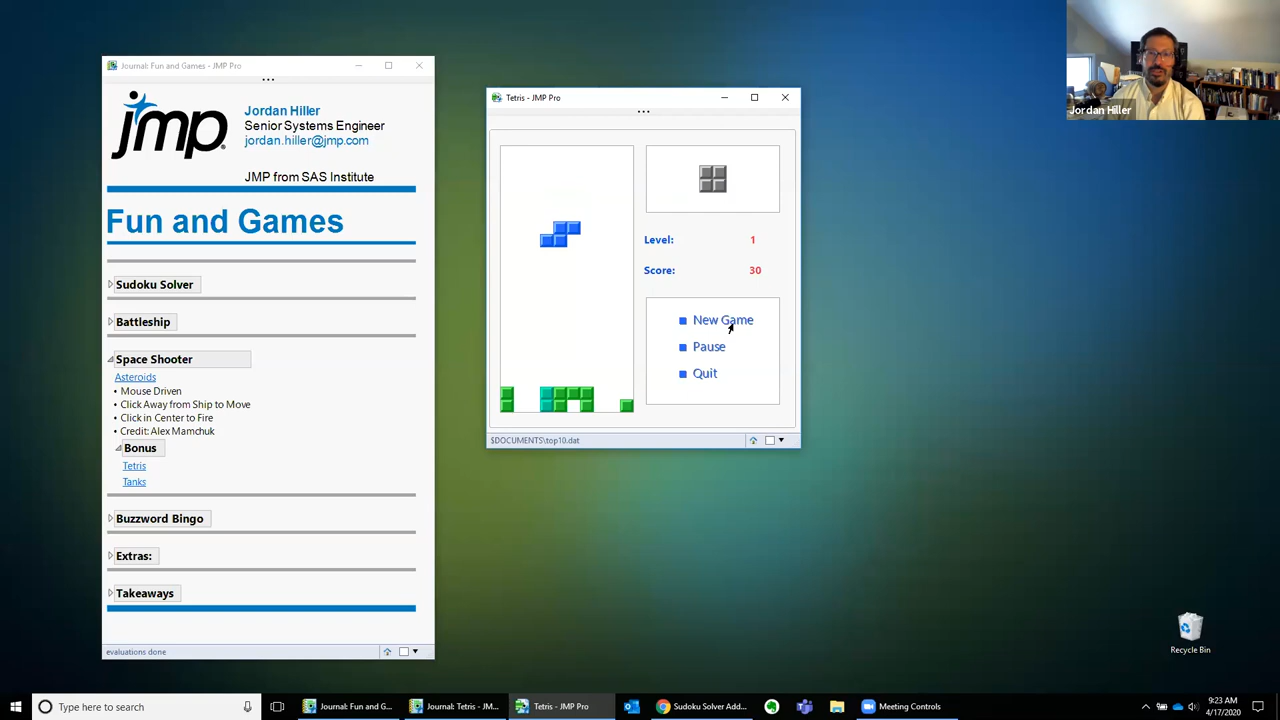 Journal: Fun and Games - JMP Pro
jmp
Jordan Hiller
Senior Systems Engineer
jordan.hiller@jmp.com
JMP from SAS Institute
Fun and Games
Sudoku Solver
Battleship
Space Shooter
Asteroids
• Mouse Driven
• Click Away from Ship to Move
• Click in Center to Fire
• Credit: Alex Mamchuk
Bonus
Tetris
Tanks
Buzzword Bingo
Extras:
Takeaways
evaluations done
Tetris - JMP Pro
Level: 1
Score: 30
New Game
Pause
Quit
$DOCUMENTS\top10.dat
Jordan Hiller
Recycle Bin
Type here to search
Journal: Fun and G...
Journal: Tetris - JM...
Tetris - JMP Pro
Sudoku Solver Add...
Meeting Controls
9:23 AM
4/17/2020